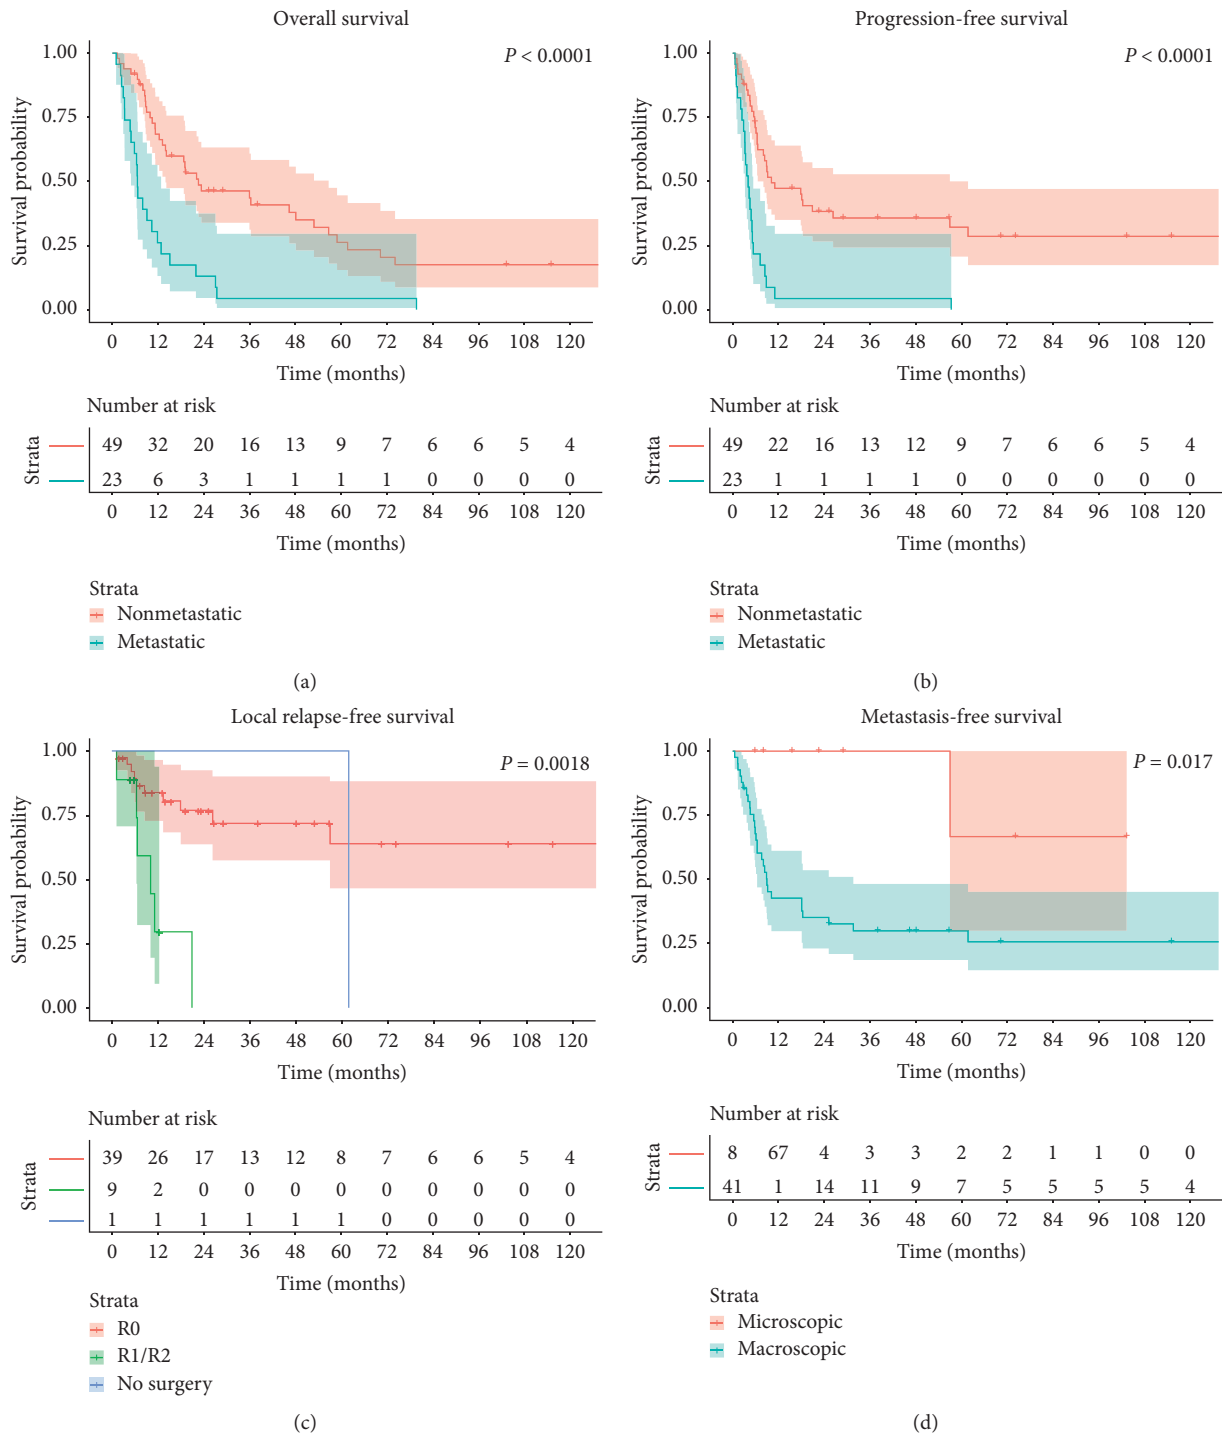 Overall survival
P < 0.0001
Survival probability
1.00
0.75
0.50
0.25
0.00
0 12 24 36 48 60 72 84 96 108 120
Time (months)
Number at risk
Strata
49 32 20 16 13 9 7 6 6 5 4
23 6 3 1 1 1 1 0 0 0 0
0 12 24 36 48 60 72 84 96 108 120
Time (months)
Strata
Nonmetastatic
Metastatic
(a)
Progression-free survival
P < 0.0001
Survival probability
1.00
0.75
0.50
0.25
0.00
0 12 24 36 48 60 72 84 96 108 120
Time (months)
Number at risk
Strata
49 22 16 13 12 9 7 6 6 5 4
23 1 1 1 1 0 0 0 0 0 0
0 12 24 36 48 60 72 84 96 108 120
Time (months)
Strata
Nonmetastatic
Metastatic
(b)
Local relapse-free survival
P = 0.0018
Survival probability
1.00
0.75
0.50
0.25
0.00
0 12 24 36 48 60 72 84 96 108 120
Time (months)
Number at risk
Strata
39 26 17 13 12 8 7 6 6 5 4
9 2 0 0 0 0 0 0 0 0 0
1 1 1 1 1 1 0 0 0 0 0
0 12 24 36 48 60 72 84 96 108 120
Time (months)
Strata
R0
R1/R2
No surgery
(c)
Metastasis-free survival
P = 0.017
Survival probability
1.00
0.75
0.50
0.25
0.00
0 12 24 36 48 60 72 84 96 108 120
Time (months)
Number at risk
Strata
8 67 4 3 3 2 2 1 1 0 0
41 1 14 11 9 7 5 5 5 5 4
0 12 24 36 48 60 72 84 96 108 120
Time (months)
Strata
Microscopic
Macroscopic
(d)